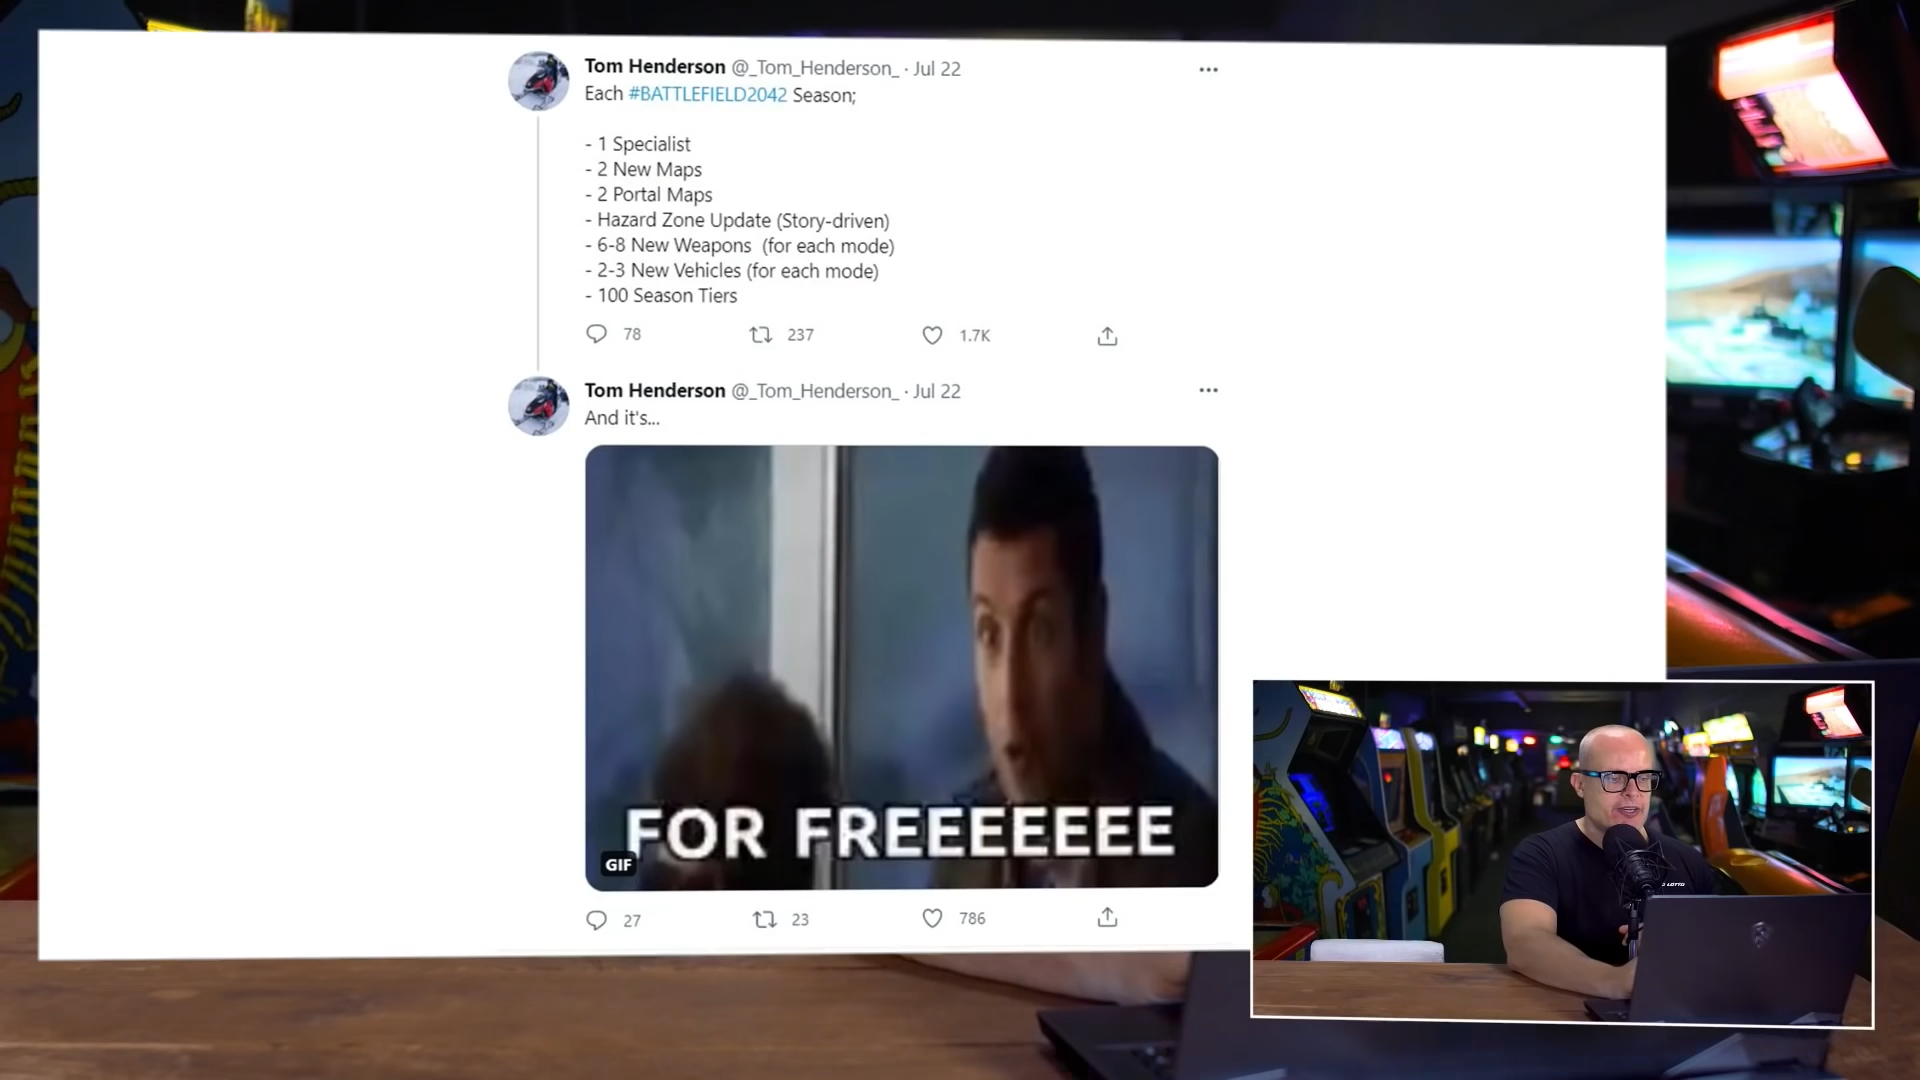 Tom Henderson @_Tom_Henderson_ · Jul 22
Each #BATTLEFIELD2042 Season;
- 1 Specialist
- 2 New Maps
- 2 Portal Maps
- Hazard Zone Update (Story-driven)
- 6-8 New Weapons (for each mode)
- 2-3 New Vehicles (for each mode)
- 100 Season Tiers
78 237 1.7K
Tom Henderson @_Tom_Henderson_ · Jul 22
And it's...
FOR FREEEEEEE
GIF
27 23 786
LOTTO